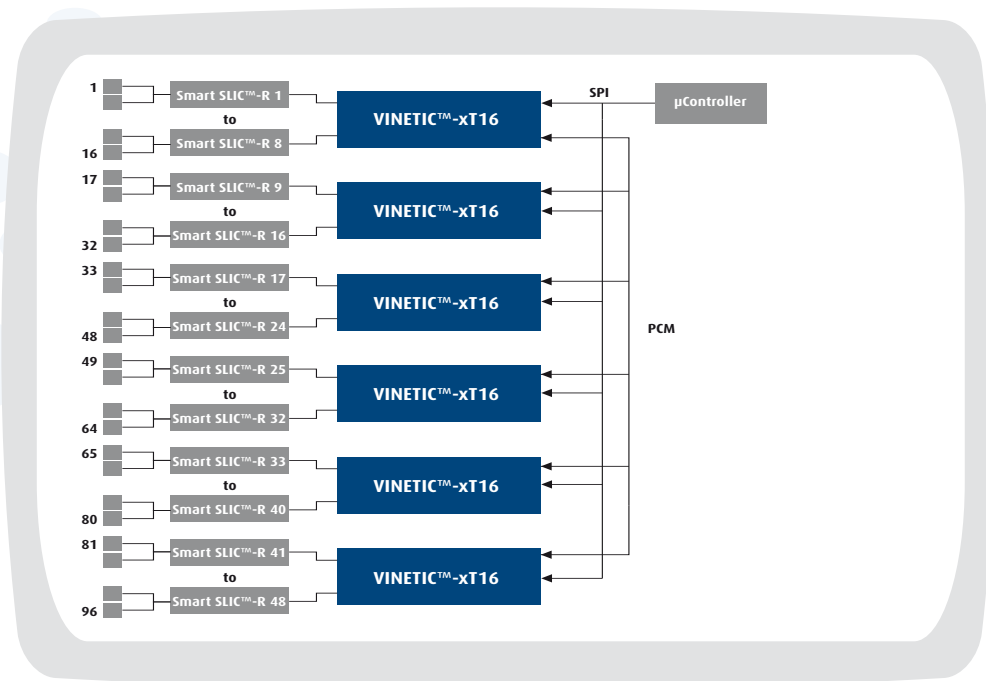 1
Smart SLIC™-R 1
to
16
Smart SLIC™-R 8
VINETIC™-xT16
SPI
µController
17
Smart SLIC™-R 9
to
32
Smart SLIC™-R 16
VINETIC™-xT16
33
Smart SLIC™-R 17
to
48
Smart SLIC™-R 24
VINETIC™-xT16
PCM
49
Smart SLIC™-R 25
to
64
Smart SLIC™-R 32
VINETIC™-xT16
65
Smart SLIC™-R 33
to
80
Smart SLIC™-R 40
VINETIC™-xT16
81
Smart SLIC™-R 41
to
96
Smart SLIC™-R 48
VINETIC™-xT16